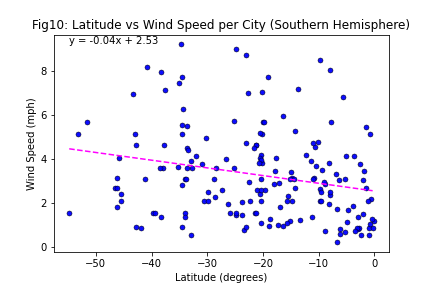 Fig10: Latitude vs Wind Speed per City (Southern Hemisphere)
y = -0.04x + 2.53
8
6
4
2
0
Wind Speed (mph)
−50 −40 −30 −20 −10 0
Latitude (degrees)